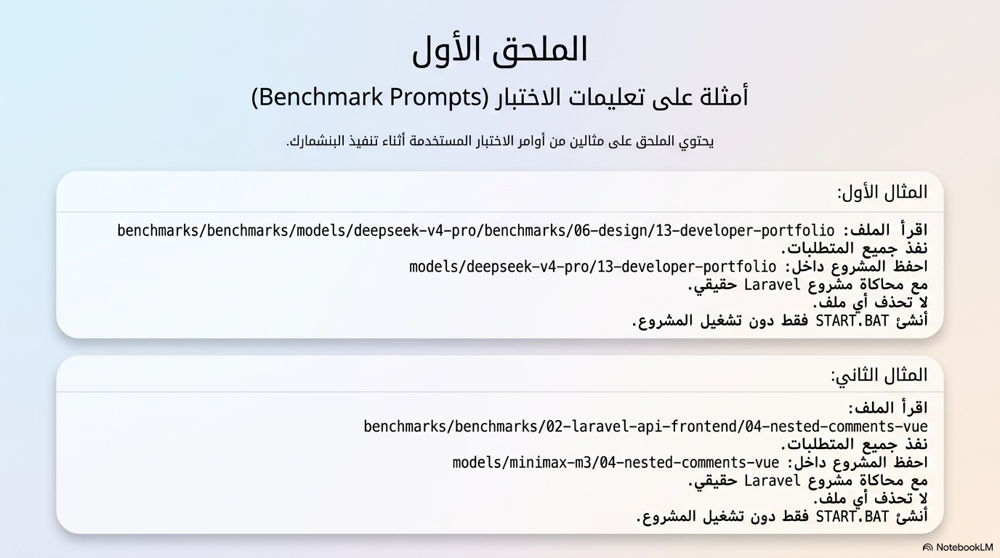 الملحق الأول
أمثلة على تعليمات الاختبار (Benchmark Prompts)
يحتوي الملحق على مثالين من أوامر الاختبار المستخدمة أثناء تنفيذ البنشمارك.
المثال الأول:
اقرأ الملف: benchmarks/benchmarks/models/deepseek-v4-pro/benchmarks/06-design/13-developer-portfolio
نفذ جميع المتطلبات.
احفظ المشروع داخل: models/deepseek-v4-pro/13-developer-portfolio
مع محاكاة مشروع Laravel حقيقي.
لا تحذف أي ملف.
أنشئ START.BAT فقط دون تشغيل المشروع.
المثال الثاني:
اقرأ الملف:
benchmarks/benchmarks/02-laravel-api-frontend/04-nested-comments-vue
نفذ جميع المتطلبات.
احفظ المشروع داخل: models/minimax-m3/04-nested-comments-vue
مع محاكاة مشروع Laravel حقيقي.
لا تحذف أي ملف.
أنشئ START.BAT فقط دون تشغيل المشروع.
NotebookLM